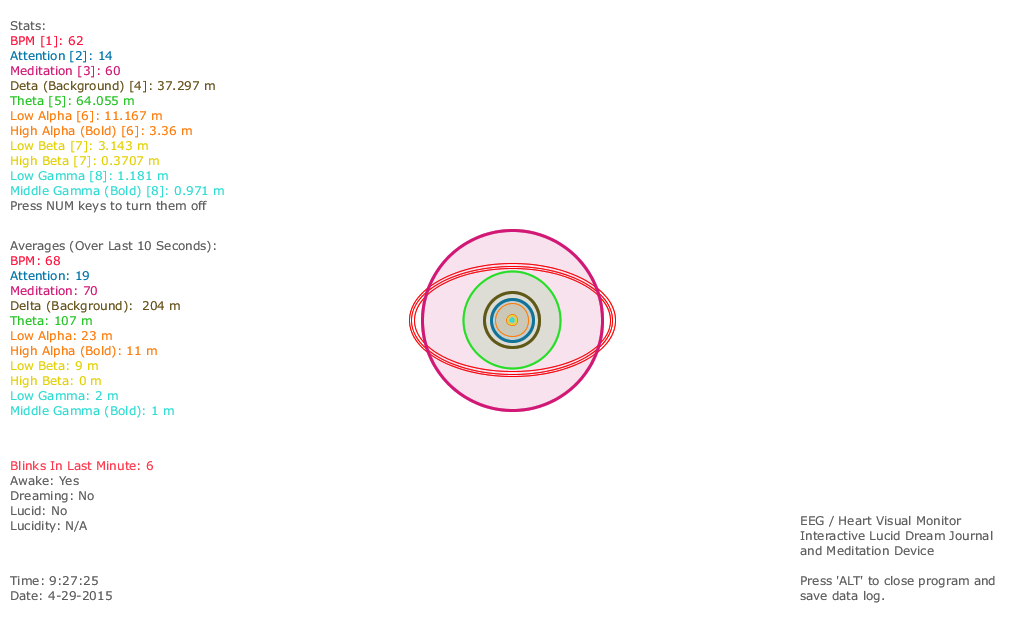 Stats:
BPM [1]: 62
Attention [2]: 14
Meditation [3]: 60
Deta (Background) [4]: 37.297 m
Theta [5]: 64.055 m
Low Alpha [6]: 11.167 m
High Alpha (Bold) [6]: 3.36 m
Low Beta [7]: 3.143 m
High Beta [7]: 0.3707 m
Low Gamma [8]: 1.181 m
Middle Gamma (Bold) [8]: 0.971 m
Press NUM keys to turn them off
Averages (Over Last 10 Seconds):
BPM: 68
Attention: 19
Meditation: 70
Delta (Background):  204 m
Theta: 107 m
Low Alpha: 23 m
High Alpha (Bold): 11 m
Low Beta: 9 m
High Beta: 0 m
Low Gamma: 2 m
Middle Gamma (Bold): 1 m
Blinks In Last Minute: 6
Awake: Yes
Dreaming: No
Lucid: No
Lucidity: N/A
Time: 9:27:25
Date: 4-29-2015
EEG / Heart Visual Monitor
Interactive Lucid Dream Journal
and Meditation Device
Press 'ALT' to close program and
save data log.